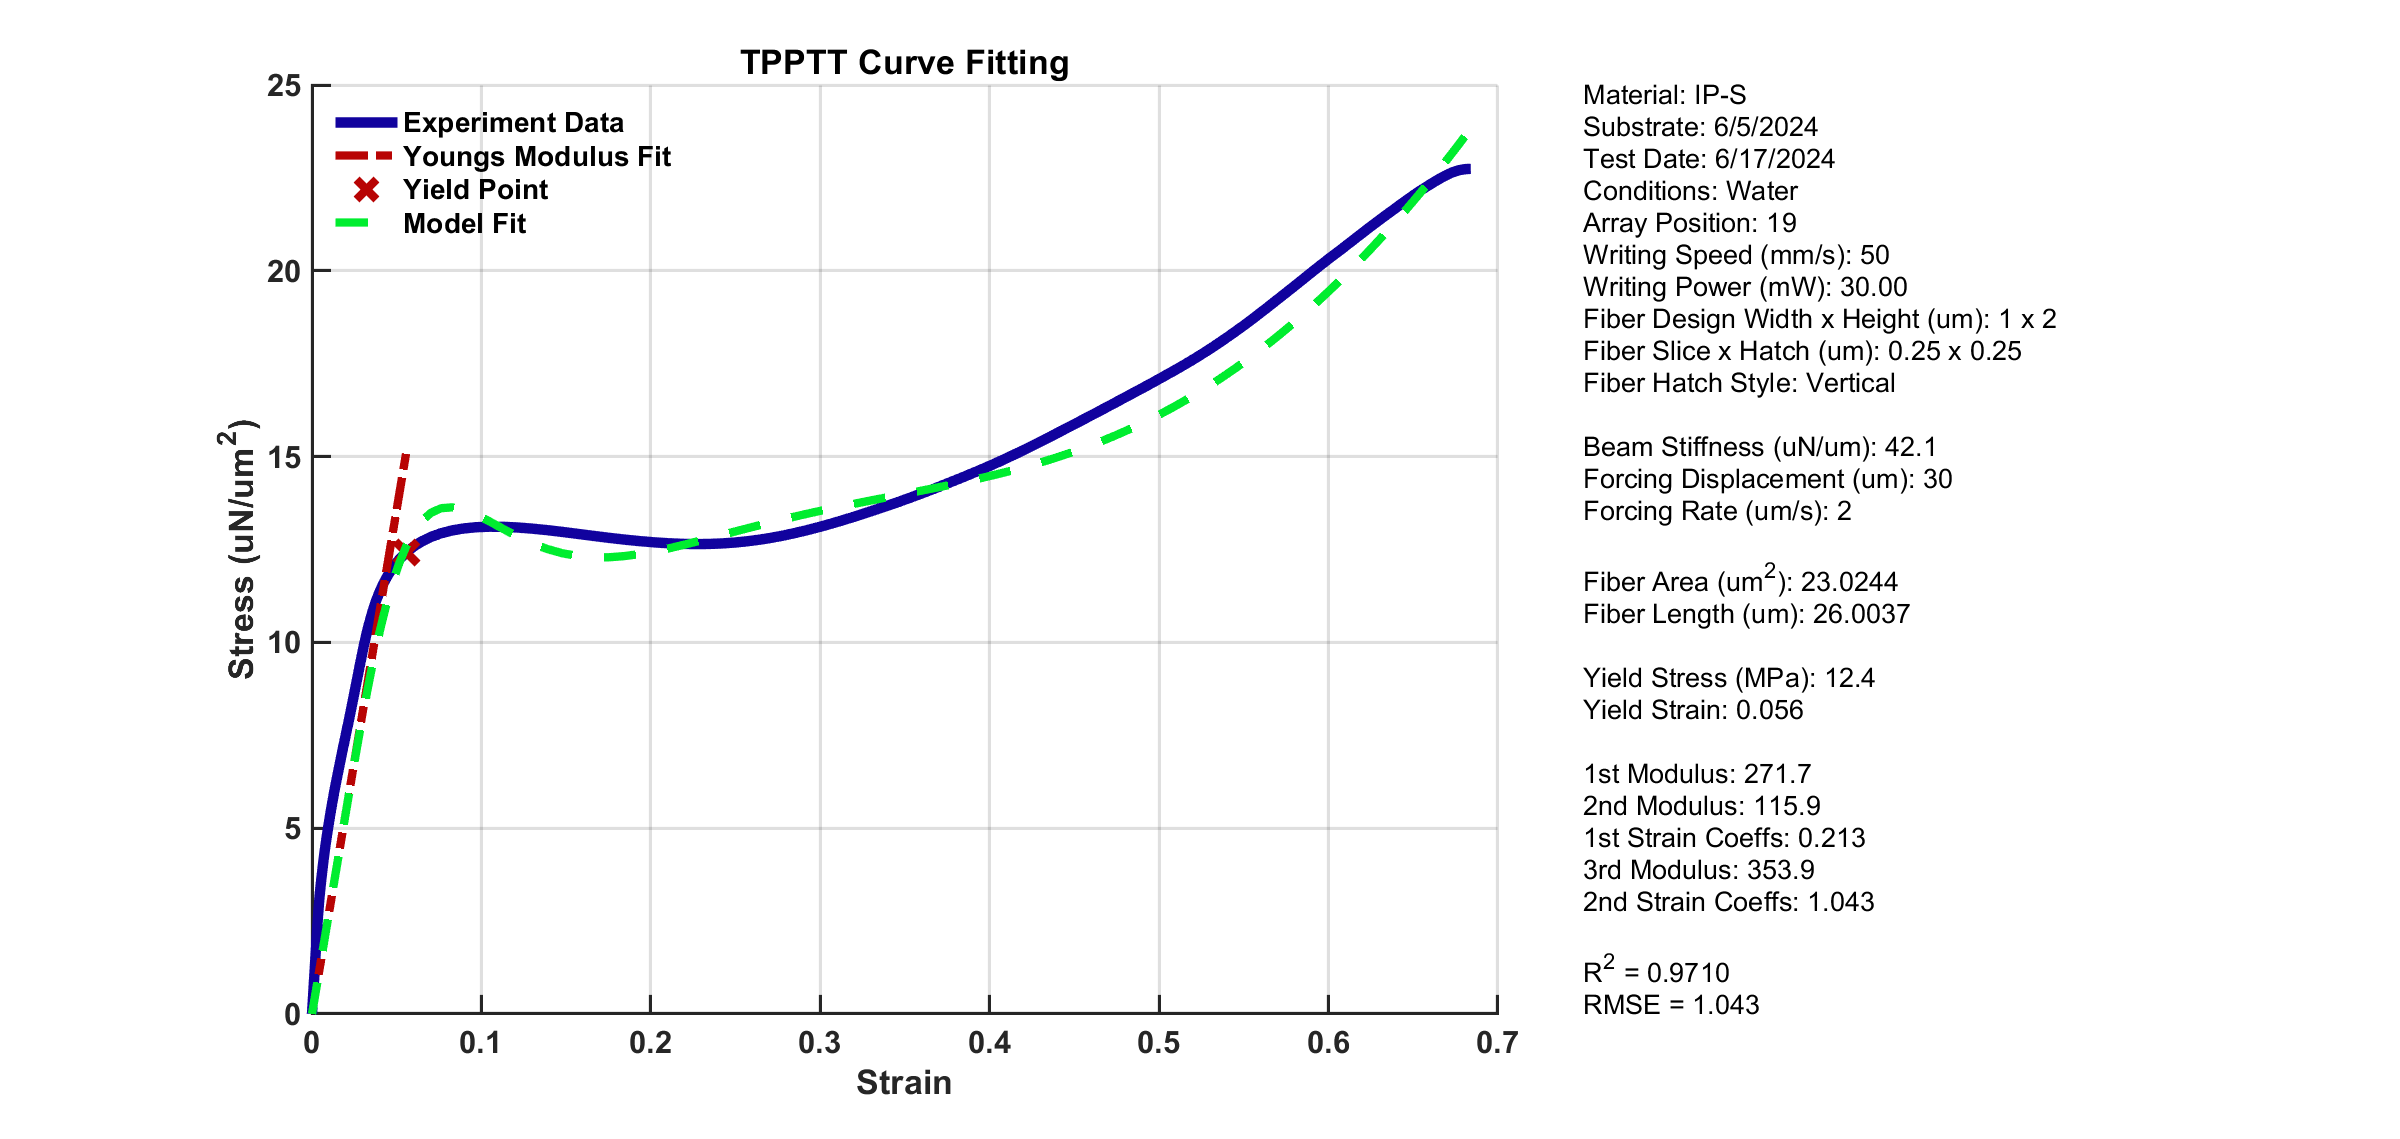 TPPTT Curve Fitting
25
20
15
10
5
0
Stress (uN/um²)
Experiment Data
Youngs Modulus Fit
Yield Point
Model Fit
0 0.1 0.2 0.3 0.4 0.5 0.6 0.7
Strain
Material: IP-S
Substrate: 6/5/2024
Test Date: 6/17/2024
Conditions: Water
Array Position: 19
Writing Speed (mm/s): 50
Writing Power (mW): 30.00
Fiber Design Width x Height (um): 1 x 2
Fiber Slice x Hatch (um): 0.25 x 0.25
Fiber Hatch Style: Vertical
Beam Stiffness (uN/um): 42.1
Forcing Displacement (um): 30
Forcing Rate (um/s): 2
Fiber Area (um²): 23.0244
Fiber Length (um): 26.0037
Yield Stress (MPa): 12.4
Yield Strain: 0.056
1st Modulus: 271.7
2nd Modulus: 115.9
1st Strain Coeffs: 0.213
3rd Modulus: 353.9
2nd Strain Coeffs: 1.043
R² = 0.9710
RMSE = 1.043